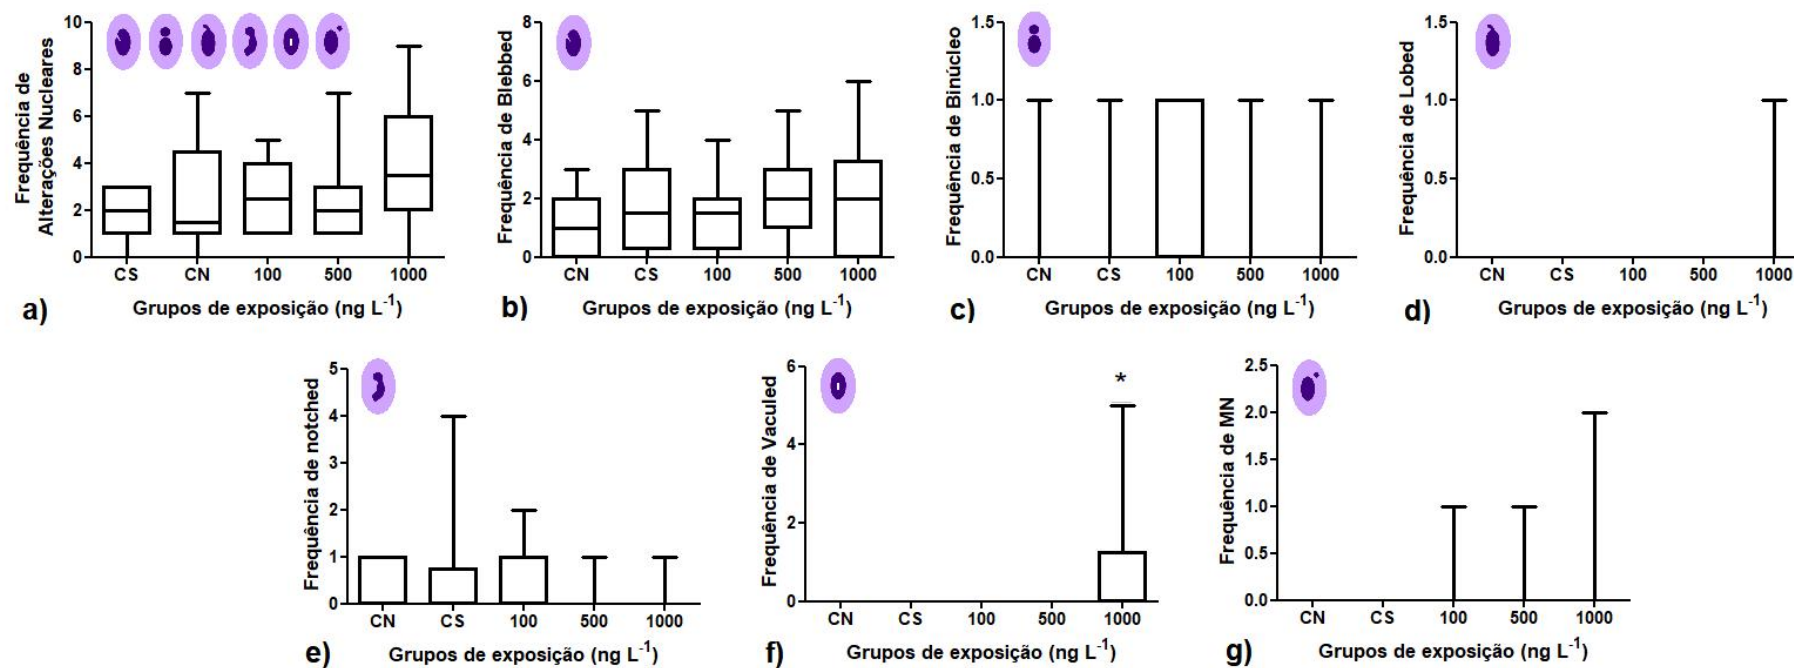 Frequência de
Alterações Nucleares
10
8
6
4
2
0
CS CN 100 500 1000
Grupos de exposição (ng L⁻¹)
a)
Frequência de Blebbed
8
6
4
2
0
CN CS 100 500 1000
Grupos de exposição (ng L⁻¹)
b)
Frequência de Binúcleo
1.5
1.0
0.5
0.0
CN CS 100 500 1000
Grupos de exposição (ng L⁻¹)
c)
Frequência de Lobed
1.5
1.0
0.5
0.0
CN CS 100 500 1000
Grupos de exposição (ng L⁻¹)
d)
Frequência de notched
5
4
3
2
1
0
CN CS 100 500 1000
Grupos de exposição (ng L⁻¹)
e)
Frequência de Vaculed
6
4
2
0
*
CN CS 100 500 1000
Grupos de exposição (ng L⁻¹)
f)
Frequência de MN
2.5
2.0
1.5
1.0
0.5
0.0
CN CS 100 500 1000
Grupos de exposição (ng L⁻¹)
g)